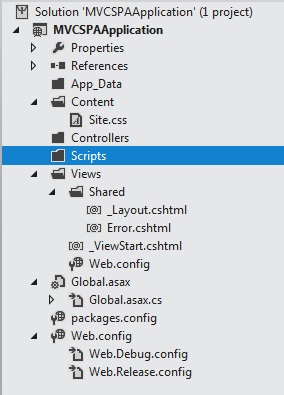 Solution 'MVCSPAApplication' (1 project)
MVCSPAApplication
Properties
References
App_Data
Content
Site.css
Controllers
Scripts
Views
Shared
_Layout.cshtml
Error.cshtml
_ViewStart.cshtml
Web.config
Global.asax
Global.asax.cs
packages.config
Web.config
Web.Debug.config
Web.Release.config